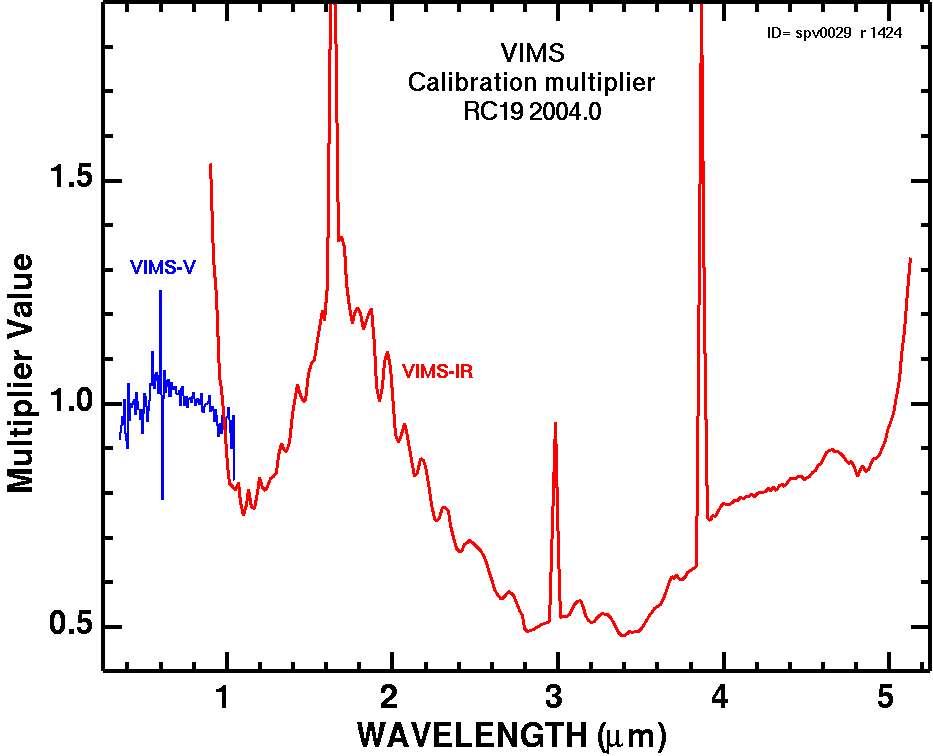 ID= spv0029 r 1424
VIMS
Calibration multiplier
RC19 2004.0
1.5
VIMS-V
VIMS-IR
1.0
0.5
Multiplier Value
1 2 3 4 5
WAVELENGTH (μm)